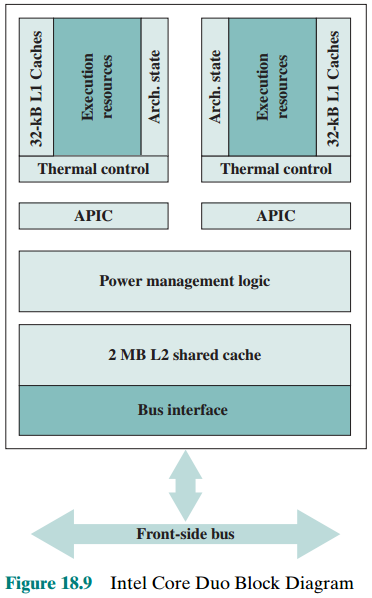 32-kB L1 Caches
Execution
resources
Arch. state
Arch. state
Execution
resources
32-kB L1 Caches
Thermal control
Thermal control
APIC
APIC
Power management logic
2 MB L2 shared cache
Bus interface
Front-side bus
Figure 18.9 Intel Core Duo Block Diagram